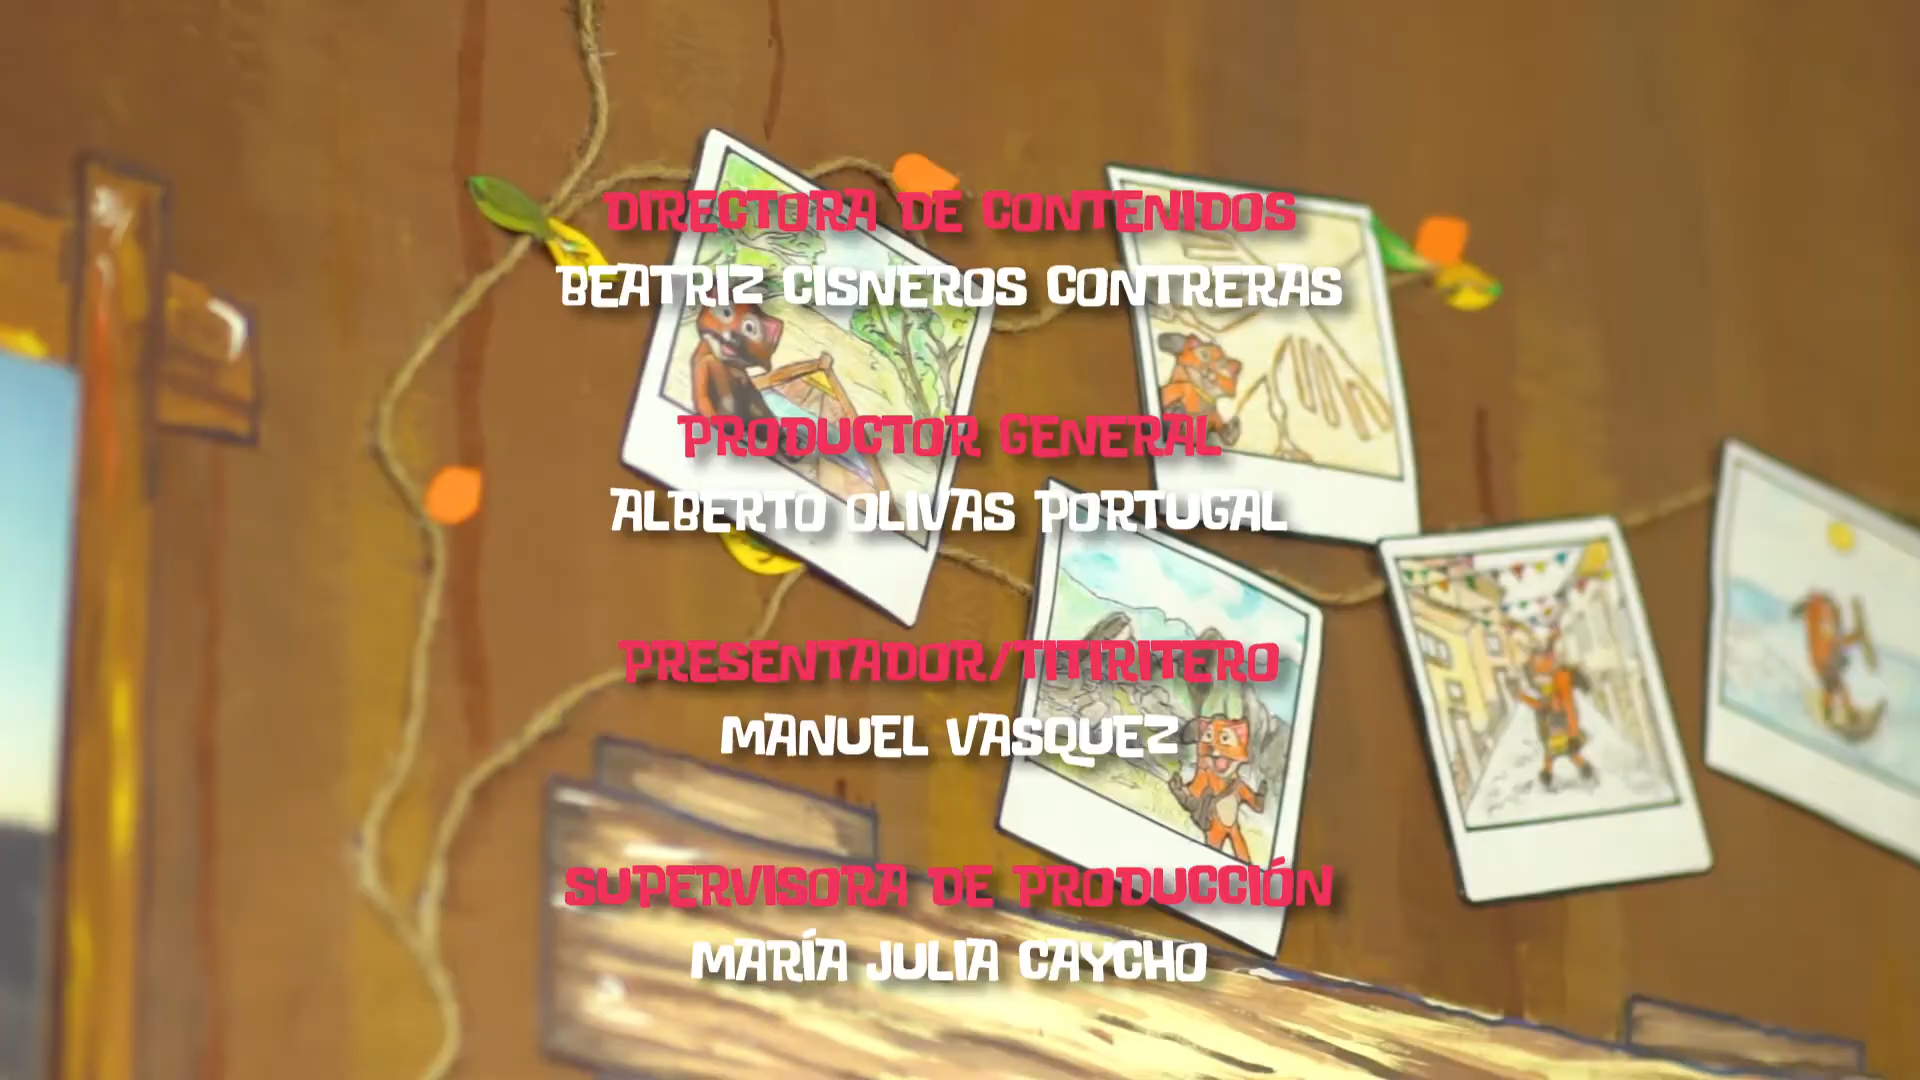 DIRECTORA DE CONTENIDOS
BEATRIZ CISNEROS CONTRERAS
PRODUCTOR GENERAL
ALBERTO OLIVAS PORTUGAL
PRESENTADOR/TITIRITERO
MANUEL VASQUEZ
SUPERVISORA DE PRODUCCIÓN
MARÍA JULIA CAYCHO